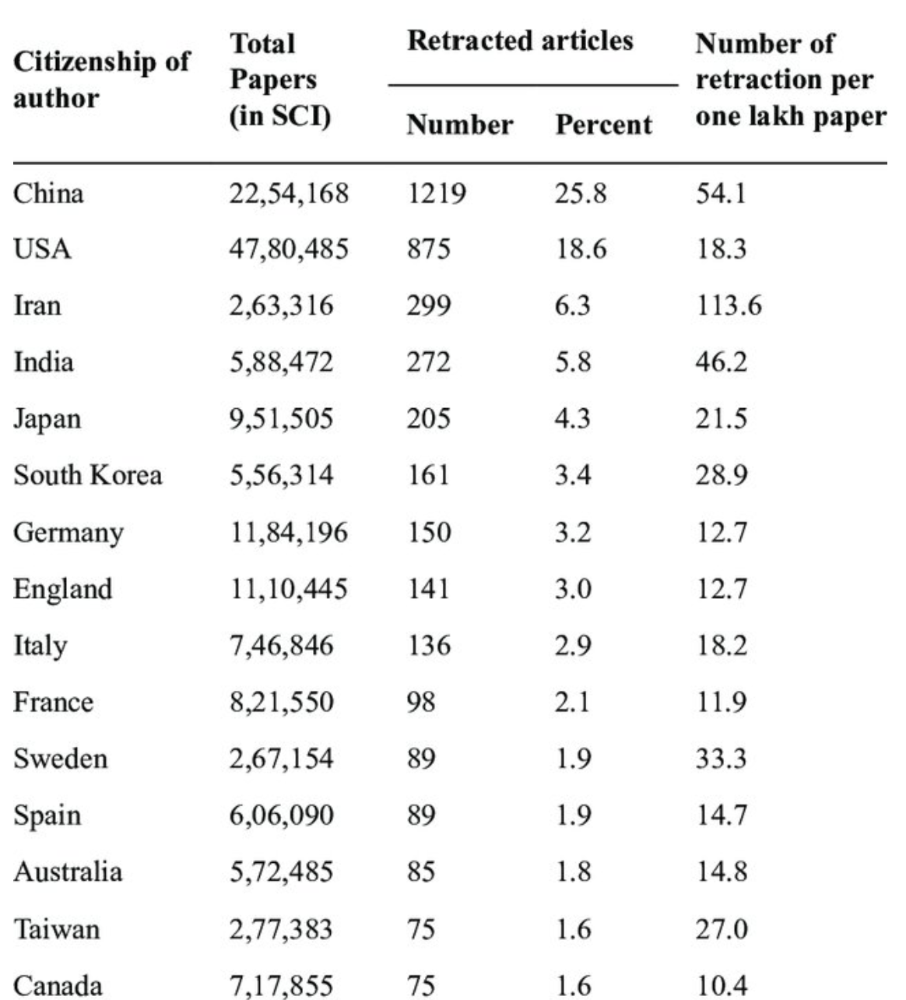 Citizenship of author Total Papers (in SCI) Retracted articles Number of retraction per one lakh paper
Number Percent
China 22,54,168 1219 25.8 54.1
USA 47,80,485 875 18.6 18.3
Iran 2,63,316 299 6.3 113.6
India 5,88,472 272 5.8 46.2
Japan 9,51,505 205 4.3 21.5
South Korea 5,56,314 161 3.4 28.9
Germany 11,84,196 150 3.2 12.7
England 11,10,445 141 3.0 12.7
Italy 7,46,846 136 2.9 18.2
France 8,21,550 98 2.1 11.9
Sweden 2,67,154 89 1.9 33.3
Spain 6,06,090 89 1.9 14.7
Australia 5,72,485 85 1.8 14.8
Taiwan 2,77,383 75 1.6 27.0
Canada 7,17,855 75 1.6 10.4